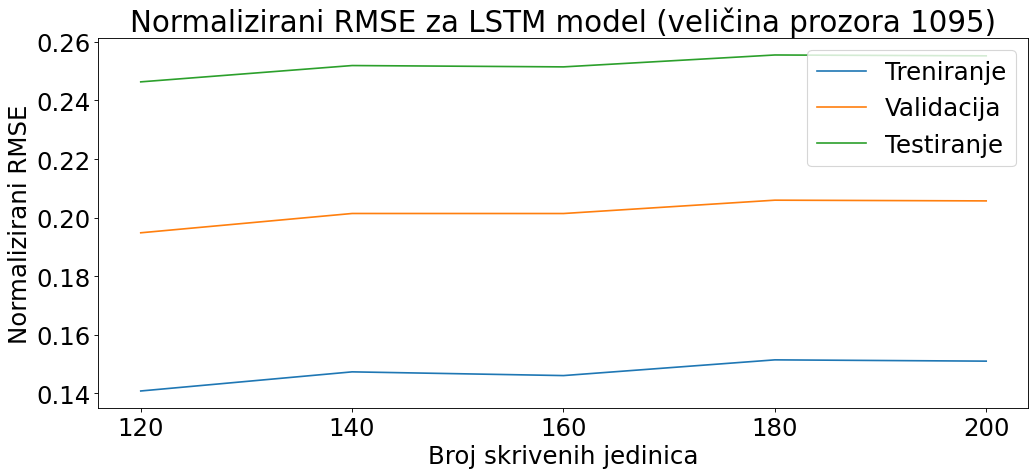 Normalizirani RMSE za LSTM model (veličina prozora 1095)
Normalizirani RMSE
0.26
0.24
0.22
0.20
0.18
0.16
0.14
Treniranje
Validacija
Testiranje
120 140 160 180 200
Broj skrivenih jedinica